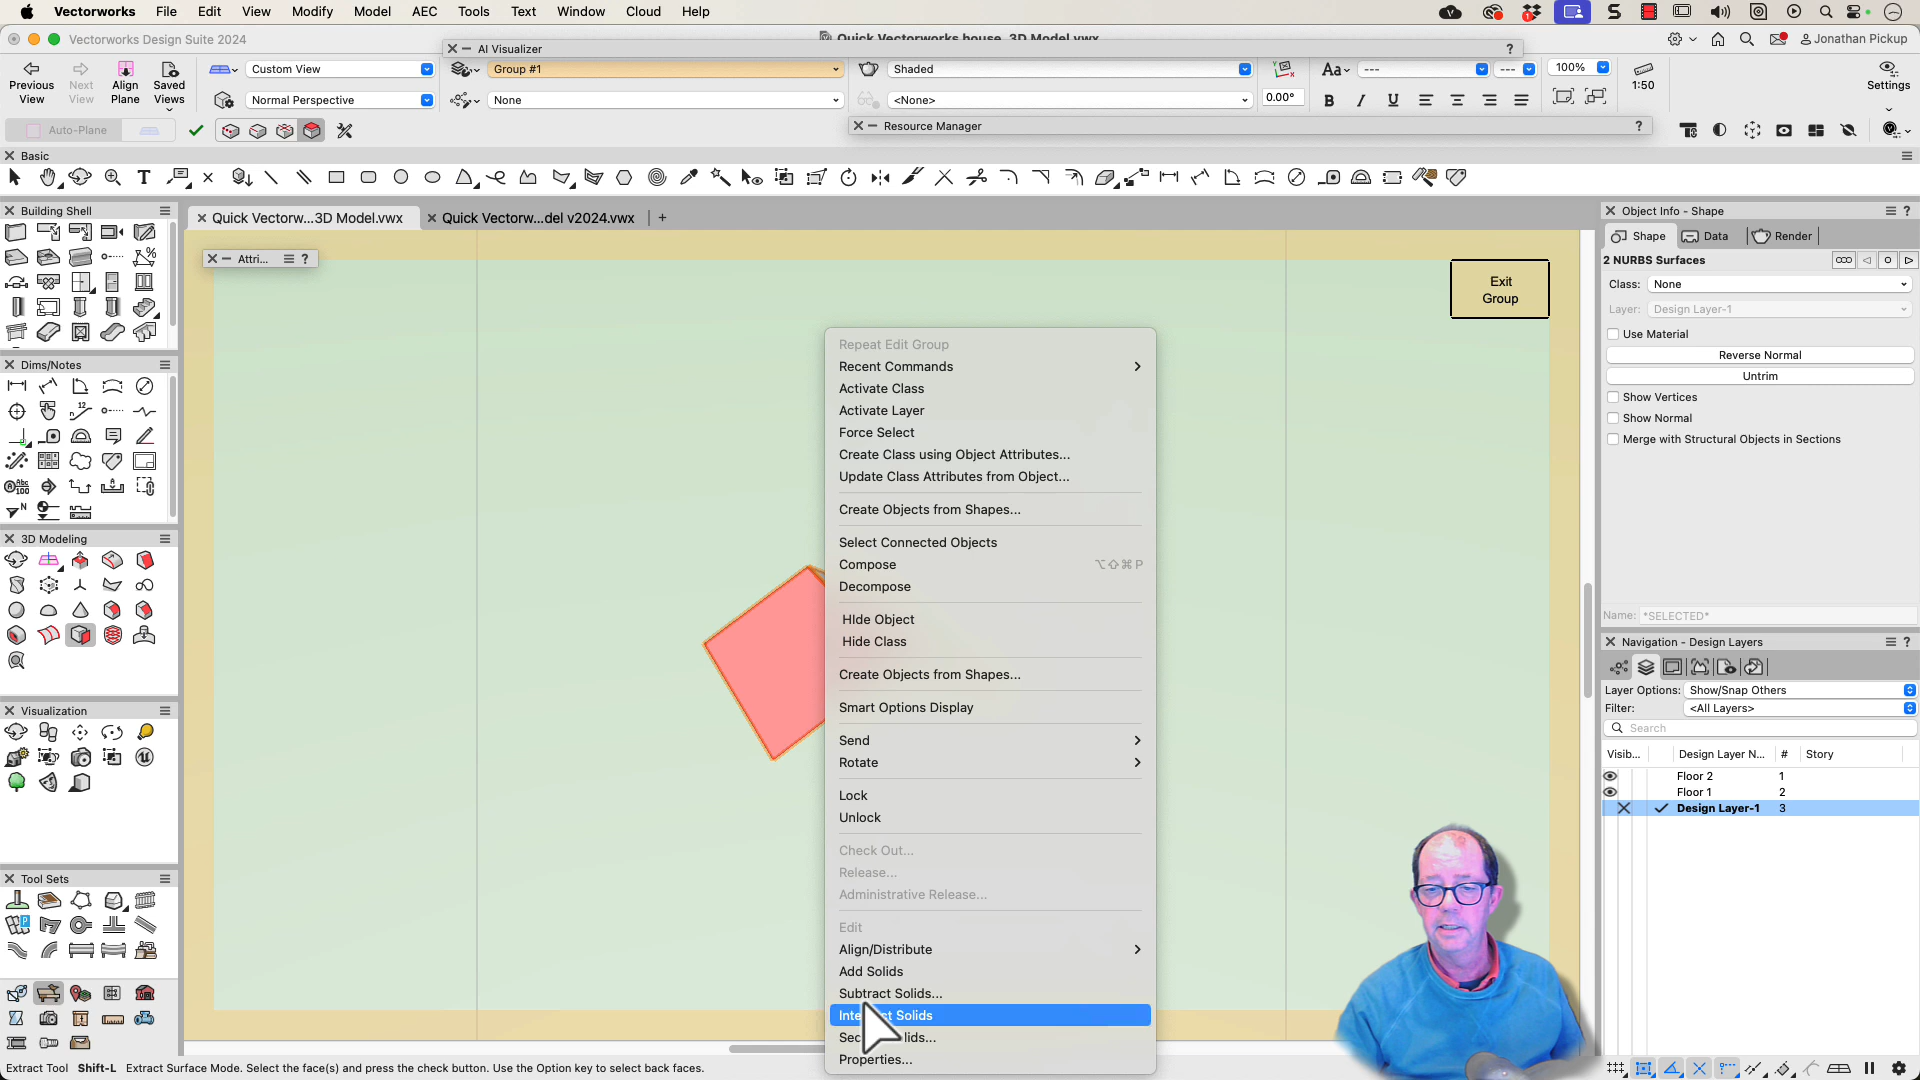 Vectorworks File Edit View Modify Model AEC Tools Text Window Cloud Help
Vectorworks Design Suite 2024
Quick Vectorworks house 3D Model.vwx
Jonathan Pickup
AI Visualizer ?
Previous View
Next View
Align Plane
Saved Views
Custom View
Normal Perspective
Group #1
None
Shaded
<None>
0.00°
Aa
---
---
B I U
100%
1:50
Settings
Auto-Plane
Resource Manager ?
Basic
Building Shell
Quick Vectorw...3D Model.vwx
Quick Vectorw...del v2024.vwx
Attri... ?
Exit Group
Dims/Notes
3D Modeling
Visualization
Tool Sets
Repeat Edit Group
Recent Commands
Activate Class
Activate Layer
Force Select
Create Class using Object Attributes...
Update Class Attributes from Object...
Create Objects from Shapes...
Select Connected Objects
Compose ⌥⇧⌘P
Decompose
HIde Object
Hide Class
Create Objects from Shapes...
Smart Options Display
Send
Rotate
Lock
Unlock
Check Out...
Release...
Administrative Release...
Edit
Align/Distribute
Add Solids
Subtract Solids...
Solids
Properties...
Object Info - Shape ?
Shape Data Render
2 NURBS Surfaces
Class: None
Layer: Design Layer-1
Use Material
Reverse Normal
Untrim
Show Vertices
Show Normal
Merge with Structural Objects in Sections
Name: *SELECTED*
Navigation - Design Layers ?
Layer Options: Show/Snap Others
Filter: <All Layers>
Search
Visib... Design Layer N... # Story
Floor 2 1
Floor 1 2
Design Layer-1 3
Extract Tool Shift-L Extract Surface Mode. Select the face(s) and press the check button. Use the Option key to select back faces.